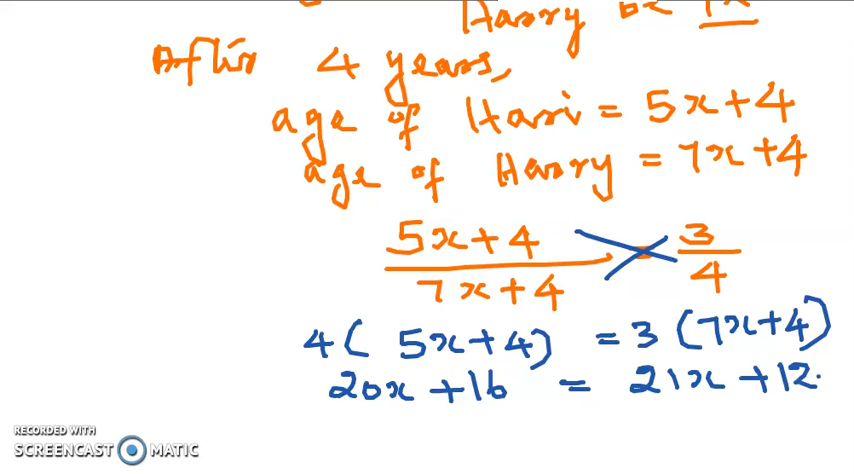 Harry be 7x
After 4 years,
age of Hari = 5x+4
age of Harry = 7x+4
5x+4 = 3
7x+4 4
4( 5x+4) = 3 (7x+4)
20x +16 = 21x +12.
RECORDED WITH
SCREENCAST MATIC